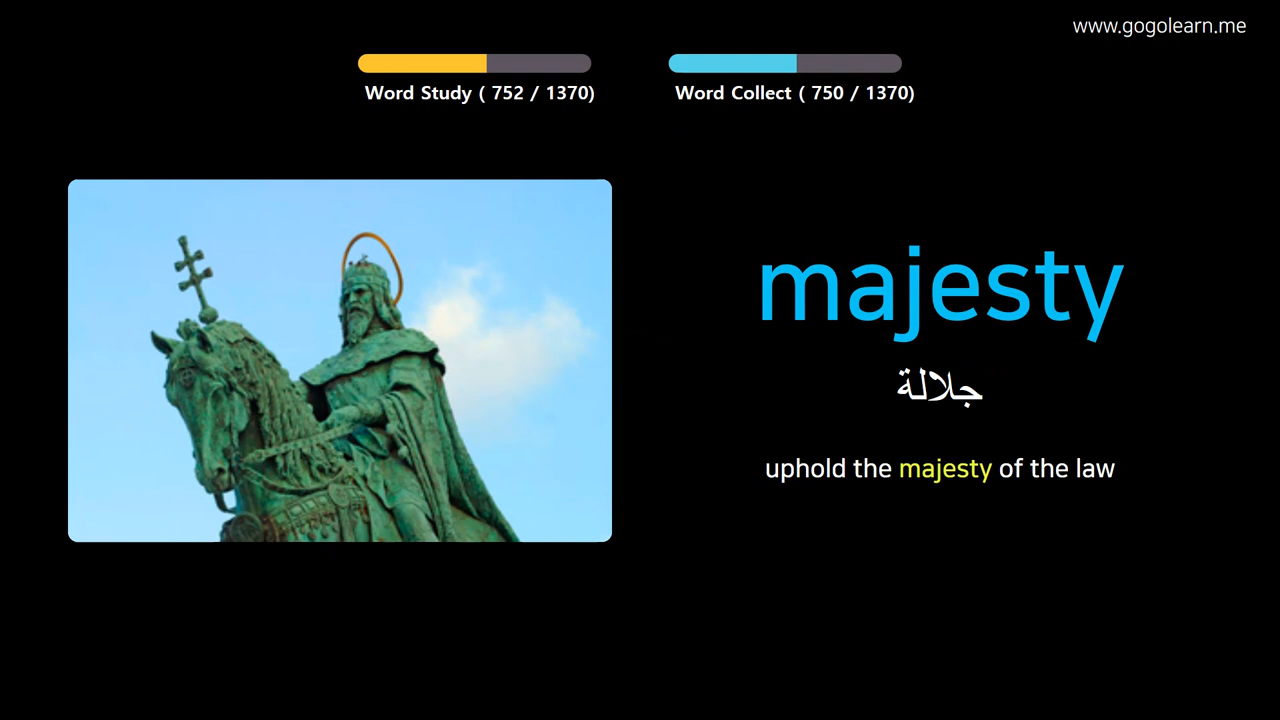 www.gogolearn.me
Word Study ( 752 / 1370)
Word Collect ( 750 / 1370)
majesty
جلالة
uphold the majesty of the law